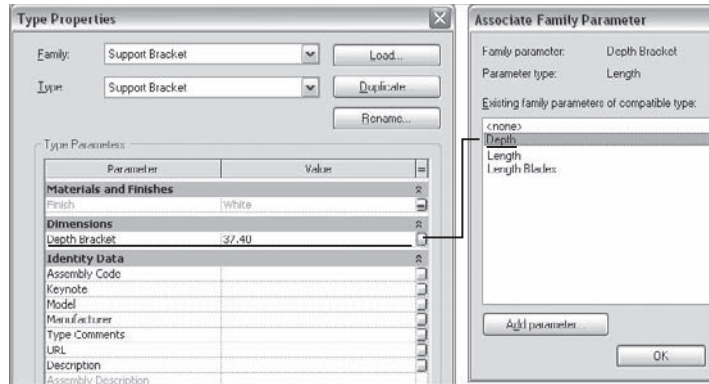 Type Properties
Family:
Support Bracket
Load...
Type:
Support Bracket
Duplicate
Rename...
Type Parameters
Parameter
Value
=
Materials and Finishes
Finish
White
=
Dimensions
Depth Bracket
37.40
Identity Data
Assembly Code
Keynote
Model
Manufacturer
Type Comments
URL
Description
Assembly Description
Associate Family Parameter
Family parameter:
Depth Bracket
Parameter type:
Length
Existing family parameters of compatible type:
<none>
Depth
Length
Length Blades
Add parameter...
OK